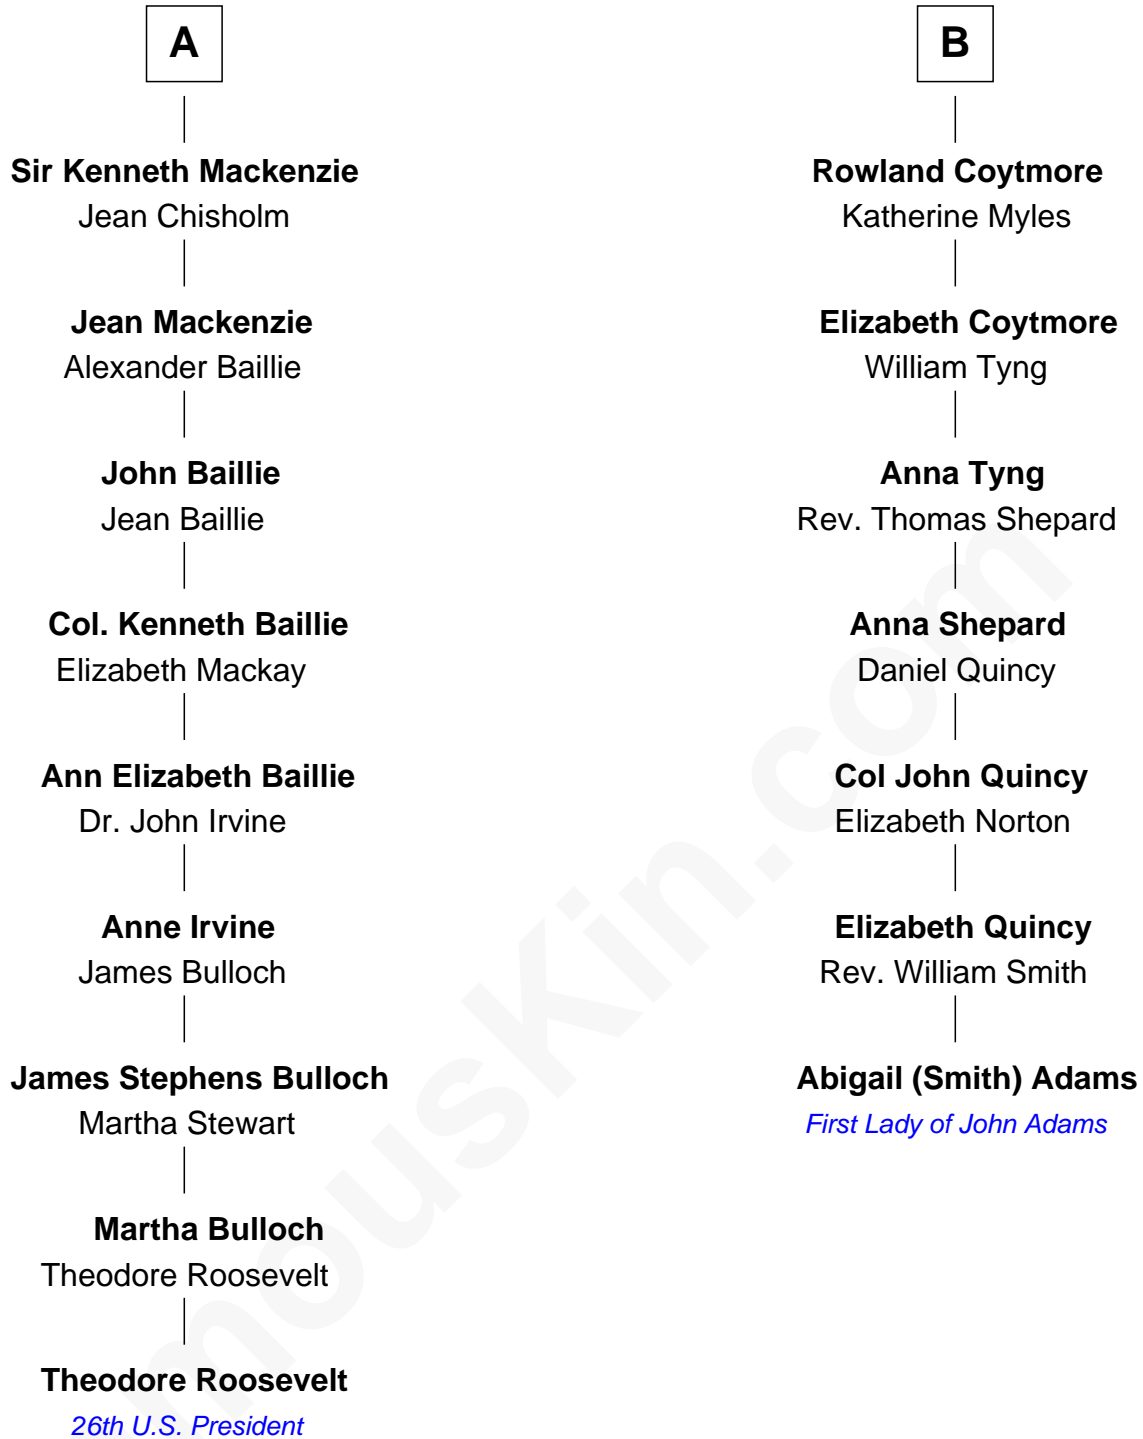 A
Sir Kenneth Mackenzie
Jean Chisholm
Jean Mackenzie
Alexander Baillie
John Baillie
Jean Baillie
Col. Kenneth Baillie
Elizabeth Mackay
Ann Elizabeth Baillie
Dr. John Irvine
Anne Irvine
James Bulloch
James Stephens Bulloch
Martha Stewart
Martha Bulloch
Theodore Roosevelt
Theodore Roosevelt
26th U.S. President
B
Rowland Coytmore
Katherine Myles
Elizabeth Coytmore
William Tyng
Anna Tyng
Rev. Thomas Shepard
Anna Shepard
Daniel Quincy
Col John Quincy
Elizabeth Norton
Elizabeth Quincy
Rev. William Smith
Abigail (Smith) Adams
First Lady of John Adams
mousKin.com